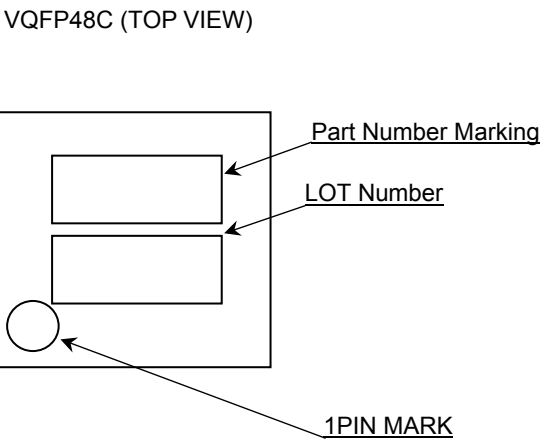 VQFP48C (TOP VIEW)
Part Number Marking
LOT Number
1PIN MARK